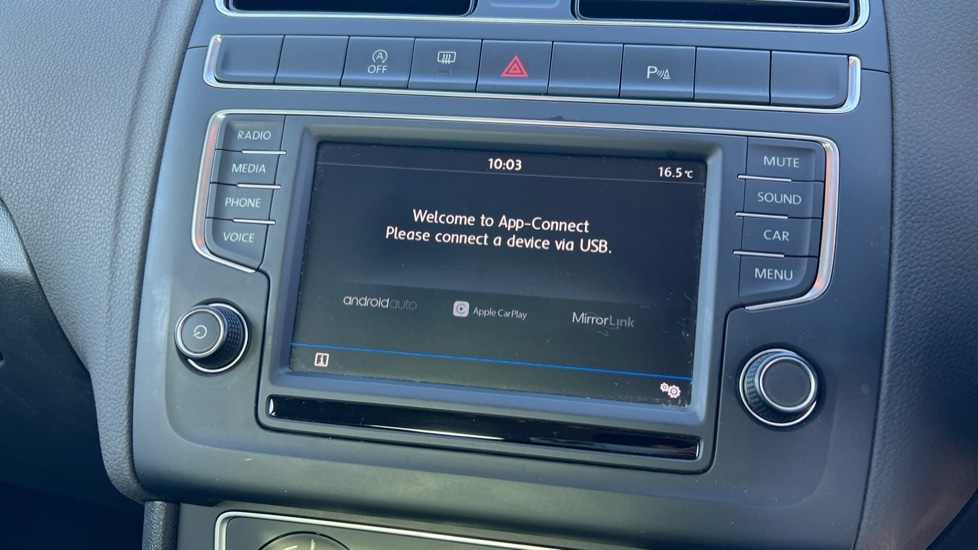 OFF
P
RADIO
MEDIA
PHONE
VOICE
10:03
16.5 °C
Welcome to App-Connect
Please connect a device via USB.
androidauto
Apple CarPlay
MirrorLink
i
MUTE
SOUND
CAR
MENU